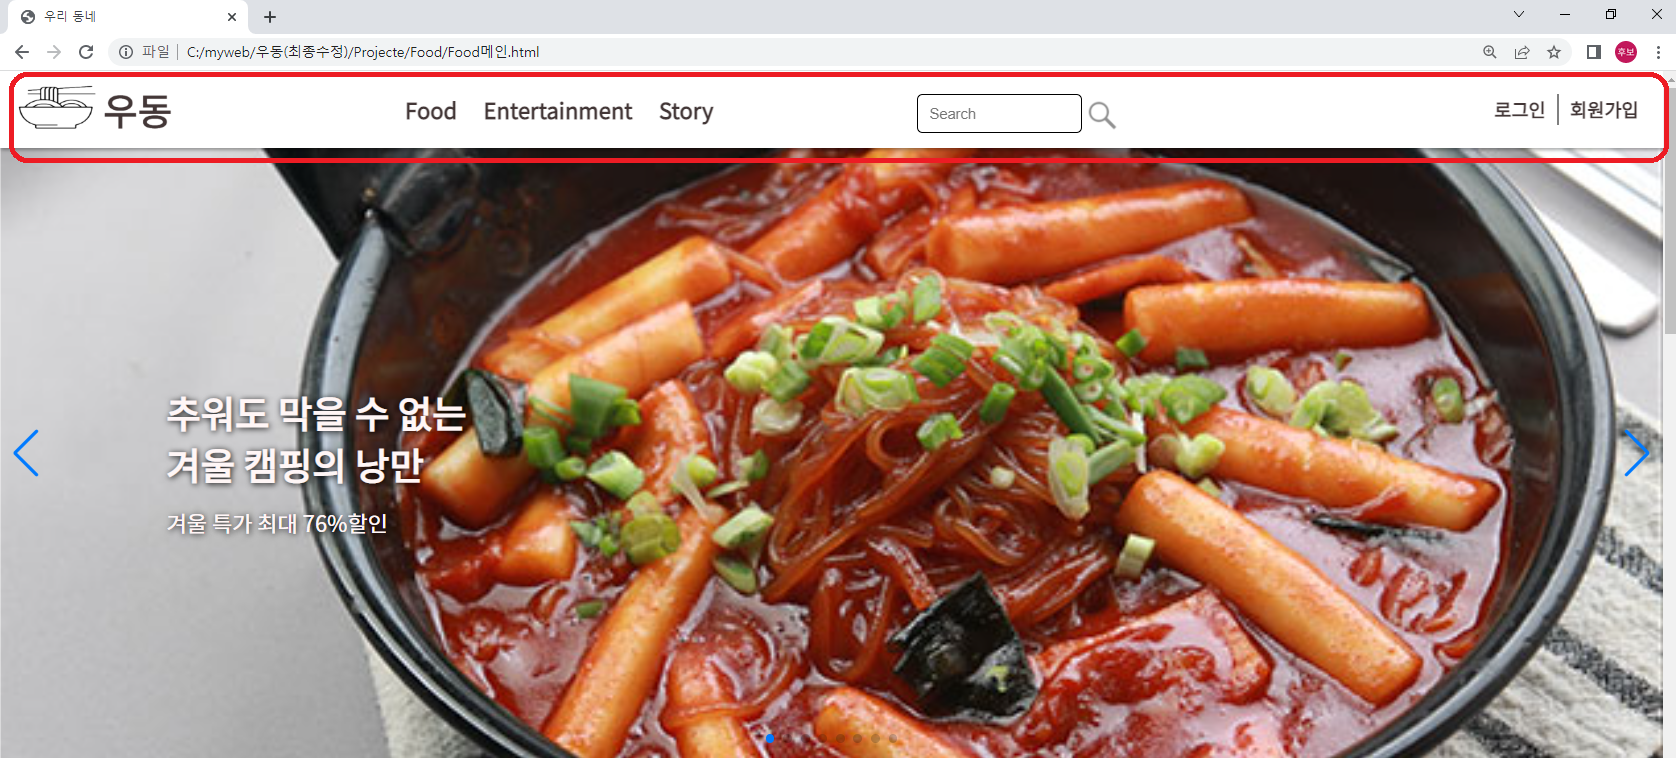 우리 동네
파일 C:/myweb/우동(최종수정)/Projecte/Food/Food메인.html
후보
우동 Food Entertainment Story Search 로그인 회원가입
추워도 막을 수 없는
겨울 캠핑의 낭만
겨울 특가 최대 76%할인